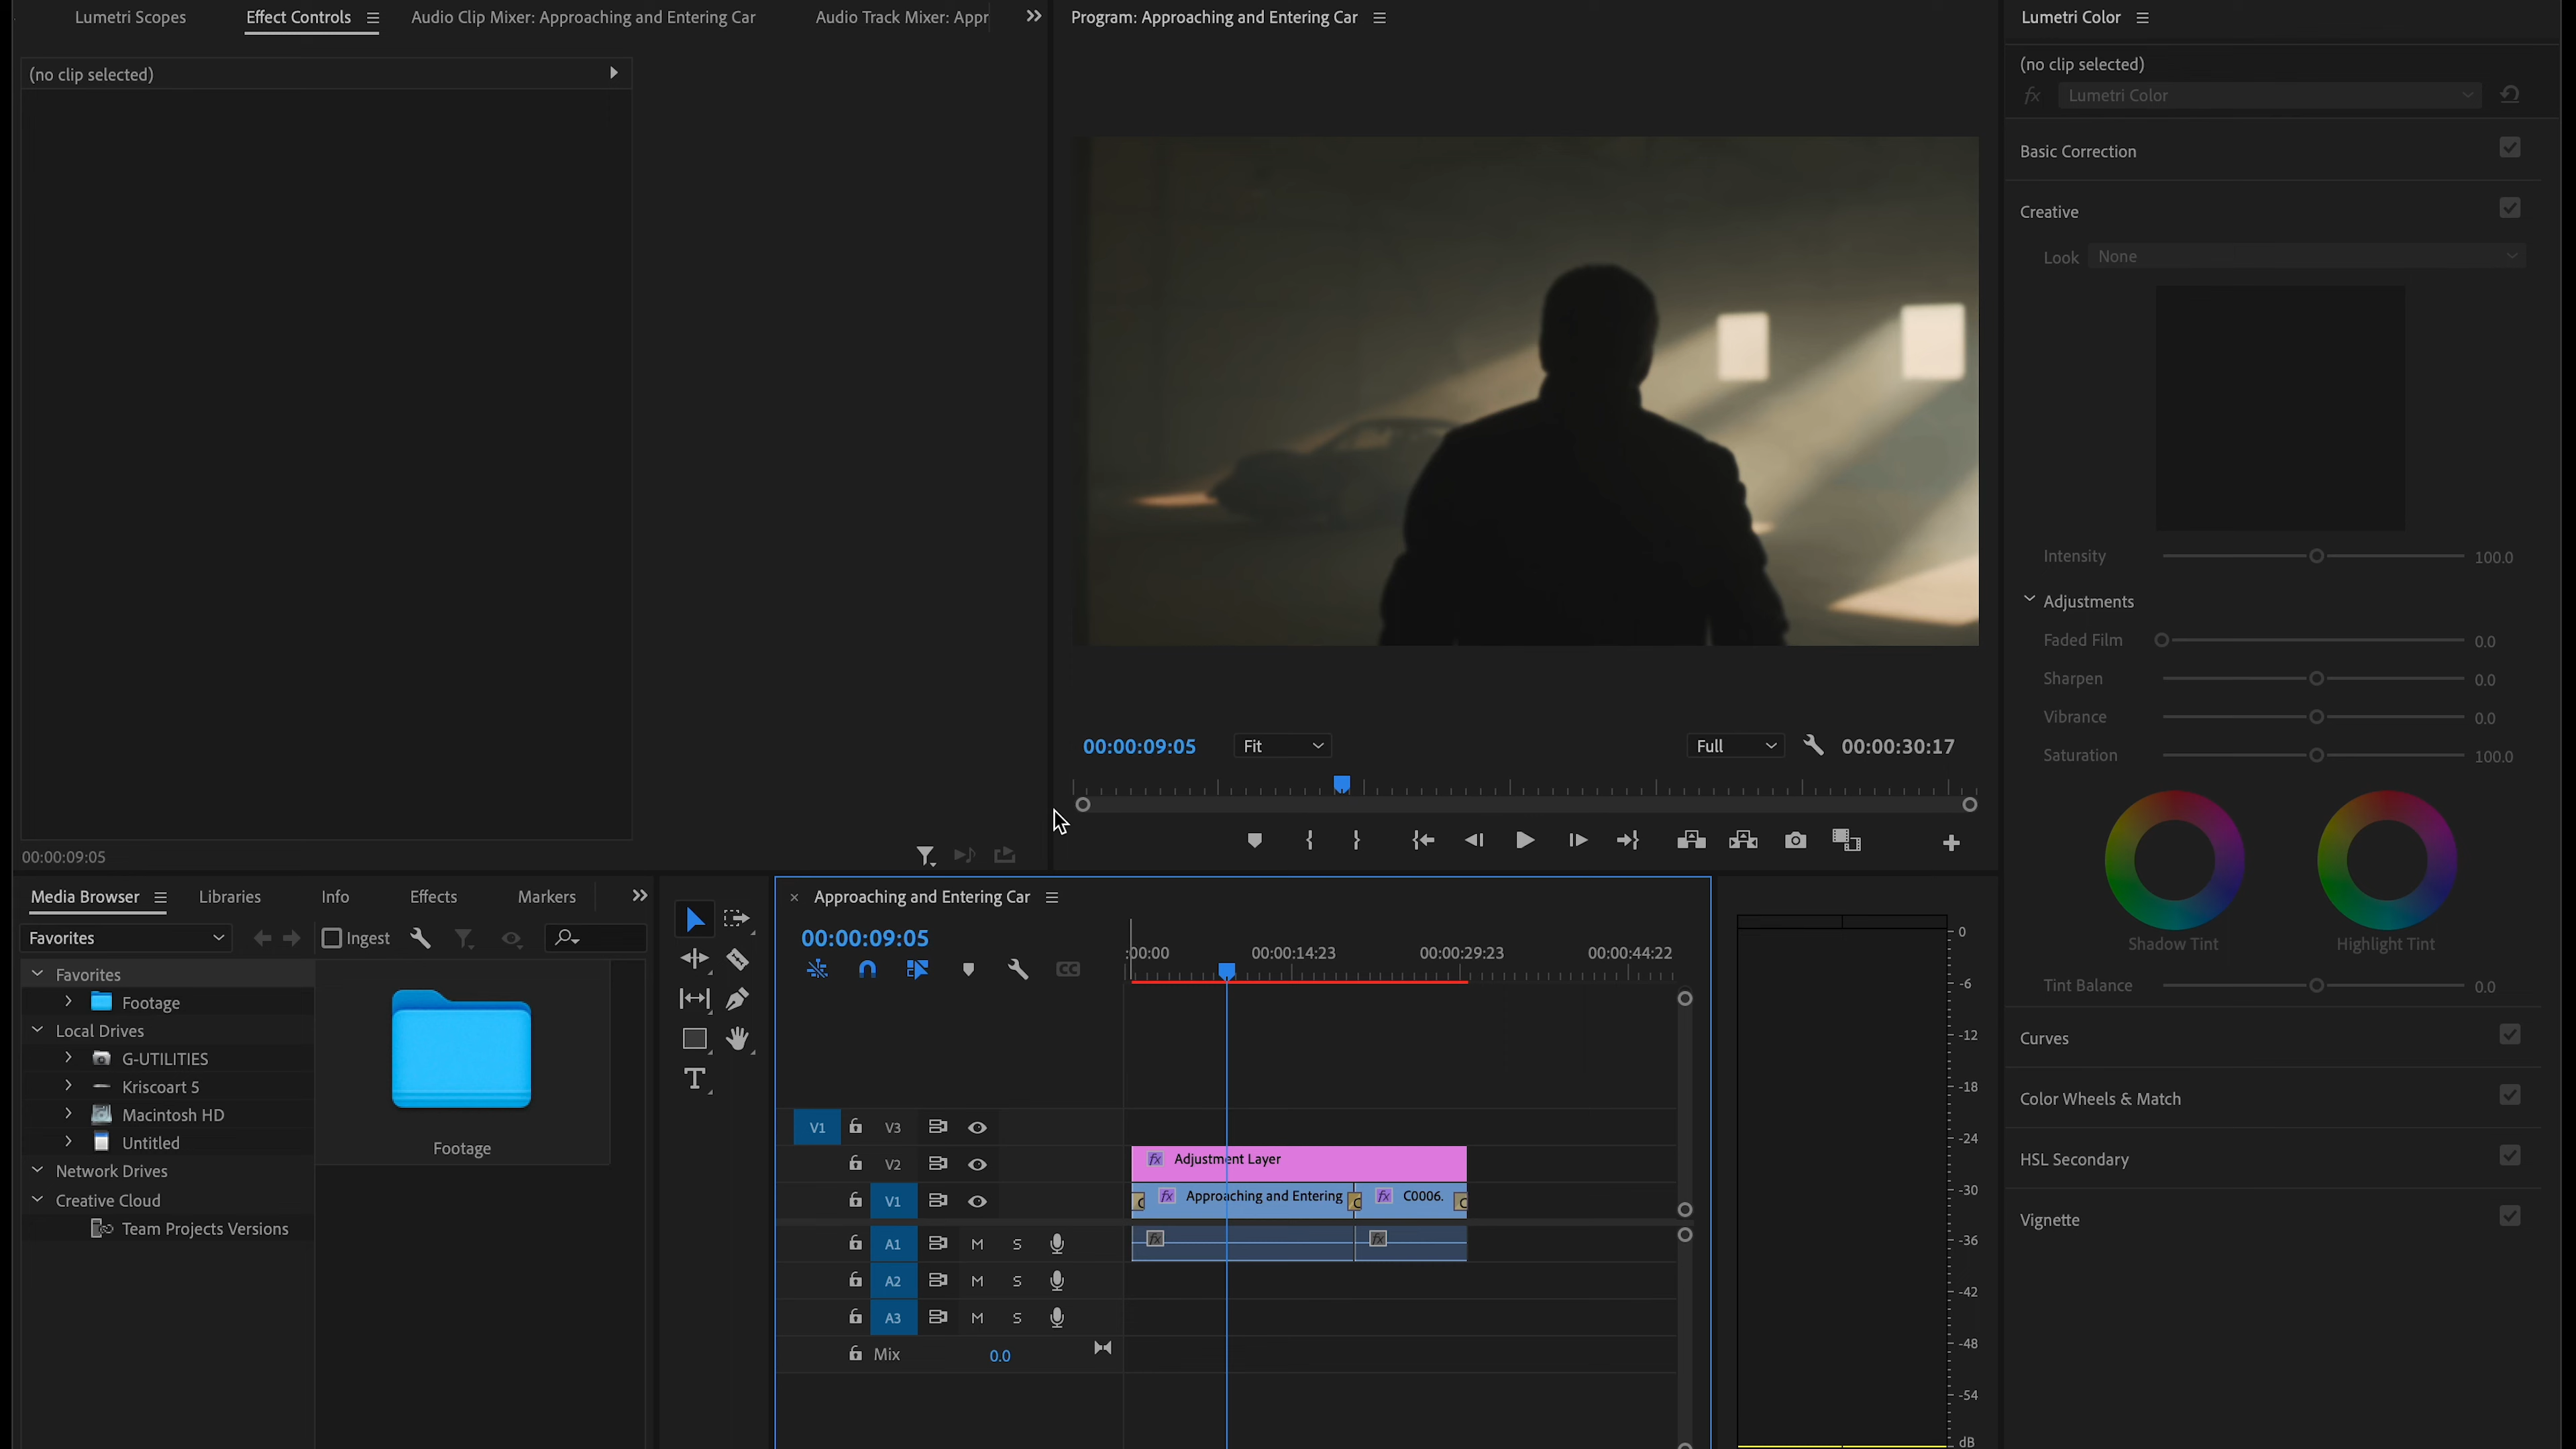 Lumetri Scopes
Effect Controls
Audio Clip Mixer: Approaching and Entering Car
Audio Track Mixer: Appr
(no clip selected)
00:00:09:05
Program: Approaching and Entering Car
00:00:09:05
Fit
Full
00:00:30:17
Lumetri Color
(no clip selected)
fx
Lumetri Color
Basic Correction
Creative
Look
None
Intensity
100.0
Adjustments
Faded Film
0.0
Sharpen
0.0
Vibrance
0.0
Saturation
100.0
Shadow Tint
Highlight Tint
Tint Balance
0.0
Curves
Color Wheels & Match
HSL Secondary
Vignette
Media Browser
Libraries
Info
Effects
Markers
Favorites
Ingest
Favorites
Footage
Local Drives
G-UTILITIES
Kriscoart 5
Macintosh HD
Untitled
Network Drives
Creative Cloud
Team Projects Versions
Footage
T
Approaching and Entering Car
00:00:09:05
CC
:00:00
00:00:14:23
00:00:29:23
00:00:44:22
V1
V3
V2
fx
Adjustment Layer
V1
fx
Approaching and Entering
fx
C0006.
A1
M
S
fx
fx
A2
M
S
A3
M
S
Mix
0.0
0
-6
-12
-18
-24
-30
-36
-42
-48
-54
dB